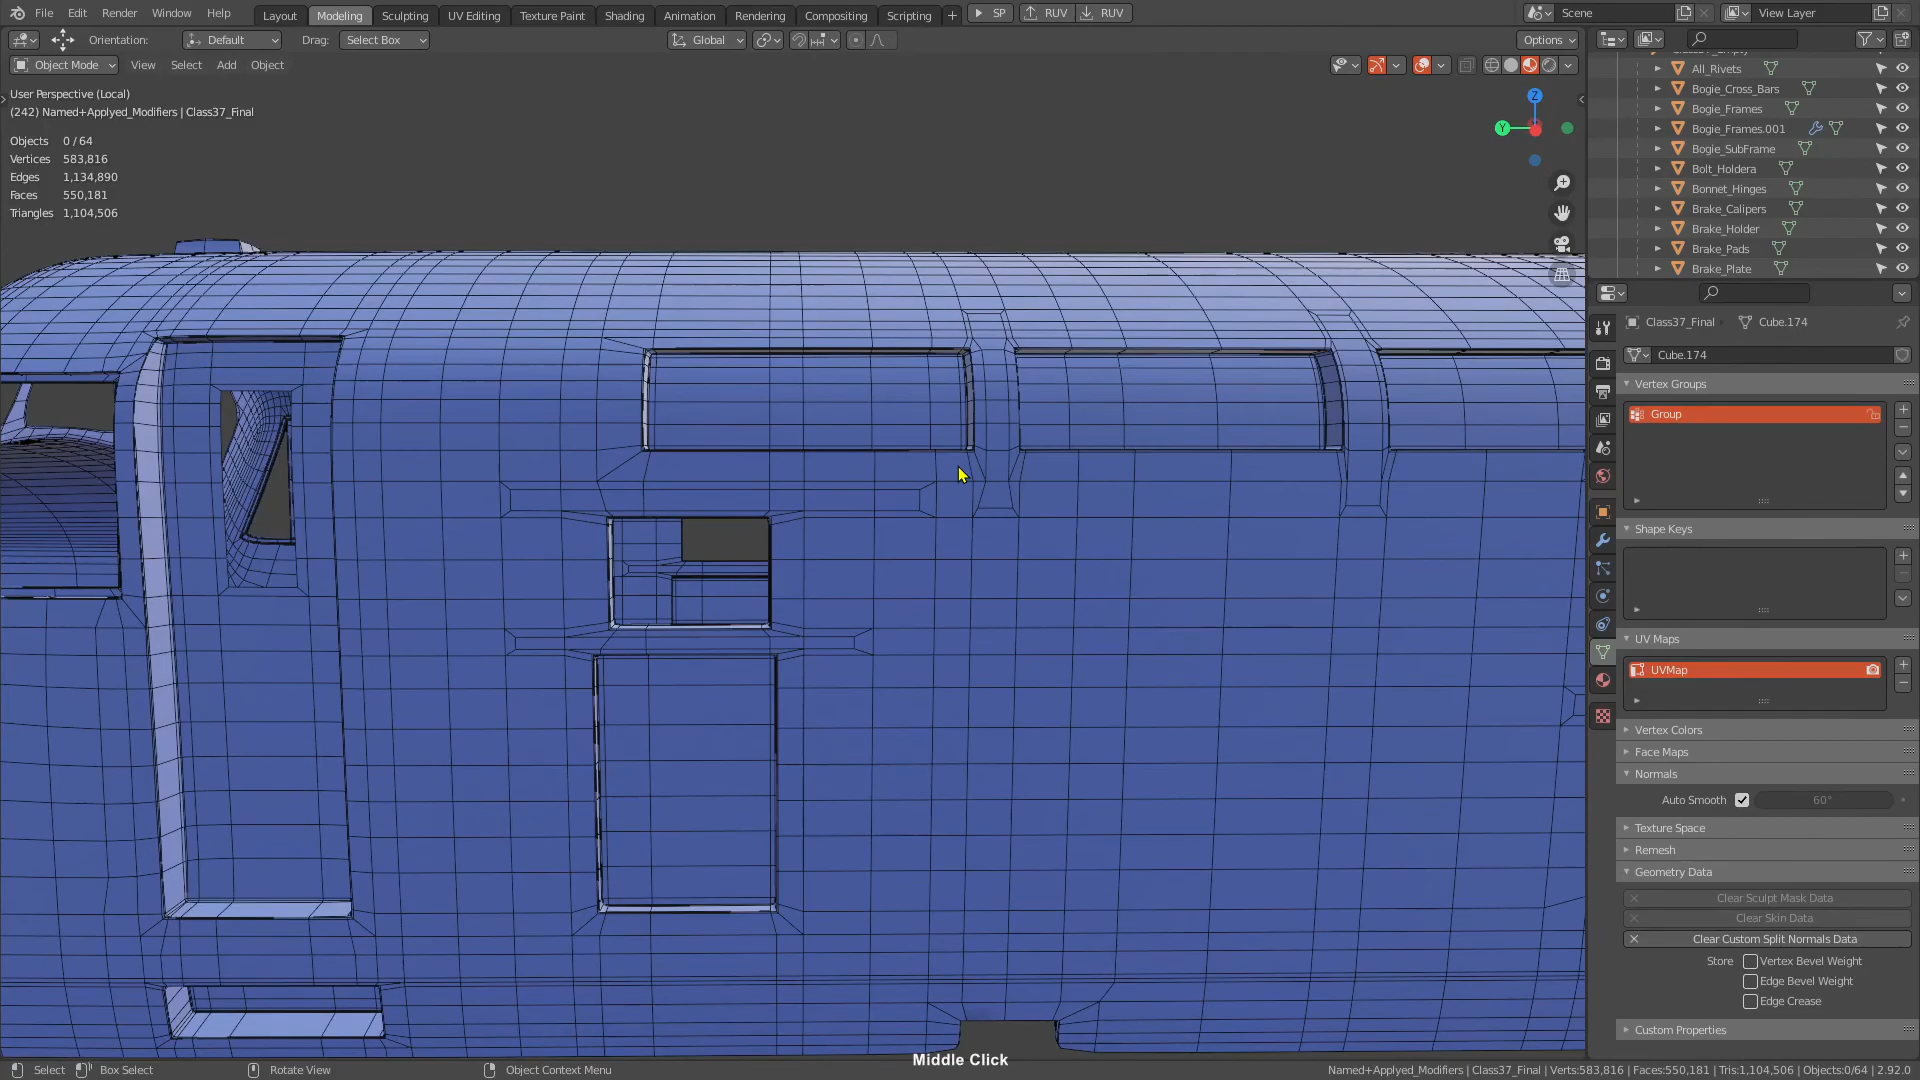 File Edit Render Window Help Layout Modeling Sculpting UV Editing Texture Paint Shading Animation Rendering Compositing Scripting + SP RUV RUV Scene View Layer
Orientation: Default Drag: Select Box Global Options
Object Mode View Select Add Object
User Perspective (Local)
(242) Named+Applyed_Modifiers | Class37_Final
Objects 0/64
Vertices 583,816
Edges 1,134,890
Faces 550,181
Triangles 1,104,506
Z
Y
All_Rivets
Bogie_Cross_Bars
Bogie_Frames
Bogie_Frames.001
Bogie_SubFrame
Bolt_Holdera
Bonnet_Hinges
Brake_Calipers
Brake_Holder
Brake_Pads
Brake_Plate
Class37_Final Cube.174
Cube.174
Vertex Groups
Group
Shape Keys
UV Maps
UVMap
Vertex Colors
Face Maps
Normals
Auto Smooth 60°
Texture Space
Remesh
Geometry Data
Clear Sculpt Mask Data
Clear Skin Data
Clear Custom Split Normals Data
Store Vertex Bevel Weight
Edge Bevel Weight
Edge Crease
Custom Properties
Middle Click
Select Box Select Rotate View Object Context Menu Named+Applyed_Modifiers | Class37_Final | Verts:583,816 | Faces:550,181 | Tris:1,104,506 | Objects:0/64 | 2.92.0